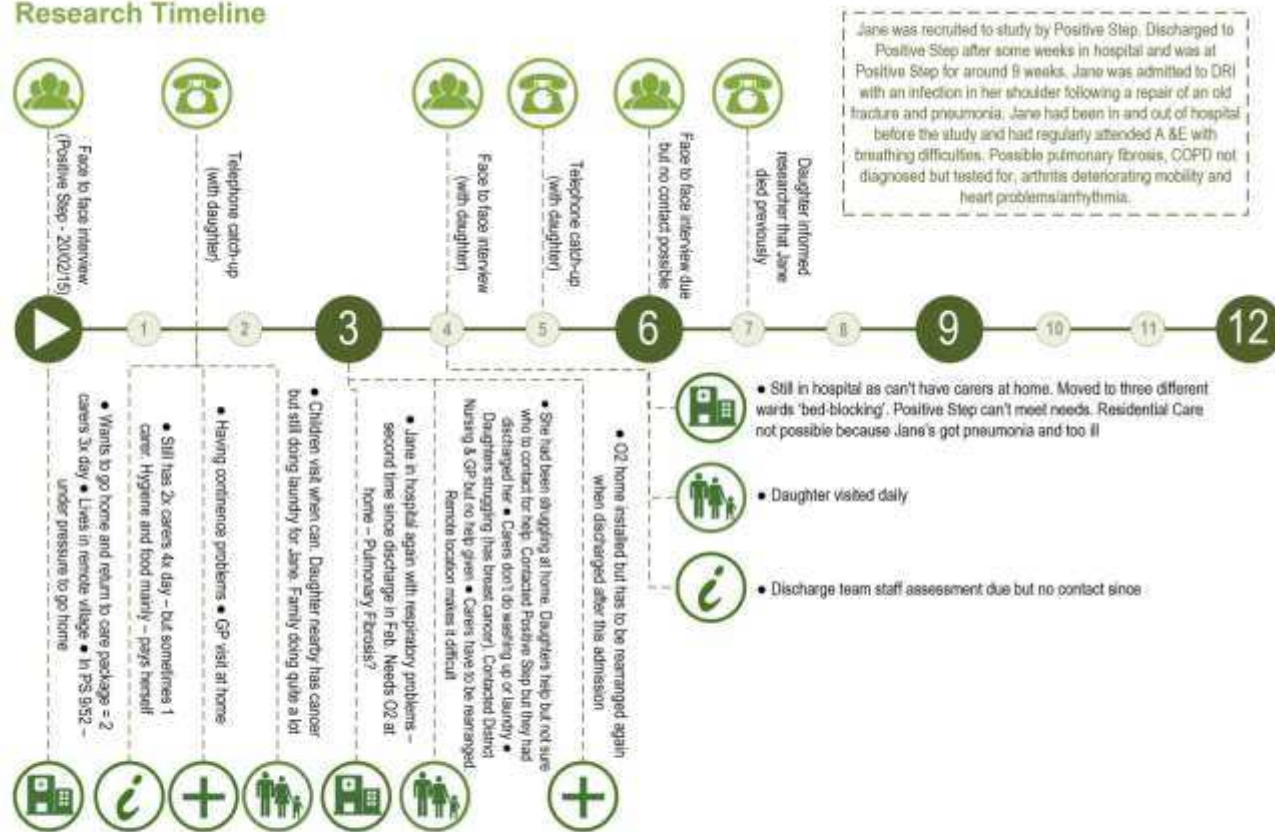 Research Timeline
Jane was recruited to study by Positive Step. Discharged to
Positive Step after some weeks in hospital and was at
Positive Step for around 9 weeks. Jane was admitted to DRI
with an infection in her shoulder following a repair of an old
fracture and pneumonia. Jane had been in and out of hospital
before the study and had regularly attended A &E with
breathing difficulties. Possible pulmonary fibrosis, COPD not
diagnosed but tested for, arthritis deteriorating mobility and
heart problems/arrhythmia.
Face to face interview
(Positive Step - 20/02/15)
Telephone catch-up
(with daughter)
Face to face interview
(with daughter)
Telephone catch-up
(with daughter)
Face to face interview due
but no contact possible
Daughter informed
researcher that Jane
died previously
1
2
3
4
5
6
7
8
9
10
11
12
• Wants to go home and return to care package = 2
carers 3x day • Lives in remote village • In PS 9/52 –
under pressure to go home
• Still has 2x carers 4x day – but sometimes 1
carer. Hygiene and food mainly – pays herself
• Having continence problems • GP visit at home
• Children visit when can. Daughter nearby has cancer
but still doing laundry for Jane. Family doing quite a lot
• Jane in hospital again with respiratory problems –
second time since discharge in Feb. Needs O2 at
home – Pulmonary Fibrosis?
• She had been struggling at home. Daughters help but not sure
who to contact for help. Contacted Positive Step but they had
discharged her • Carers don't do washing up or laundry •
Daughters struggling (has breast cancer). Contacted District
Nursing & GP but no help given • Carers have to be rearranged.
Remote location makes it difficult
• O2 home installed but has to be rearranged again
when discharged after this admission
• Still in hospital as can't have carers at home. Moved to three different
wards 'bed-blocking'. Positive Step can't meet needs. Residential Care
not possible because Jane's got pneumonia and too ill
• Daughter visited daily
• Discharge team staff assessment due but no contact since
i
i